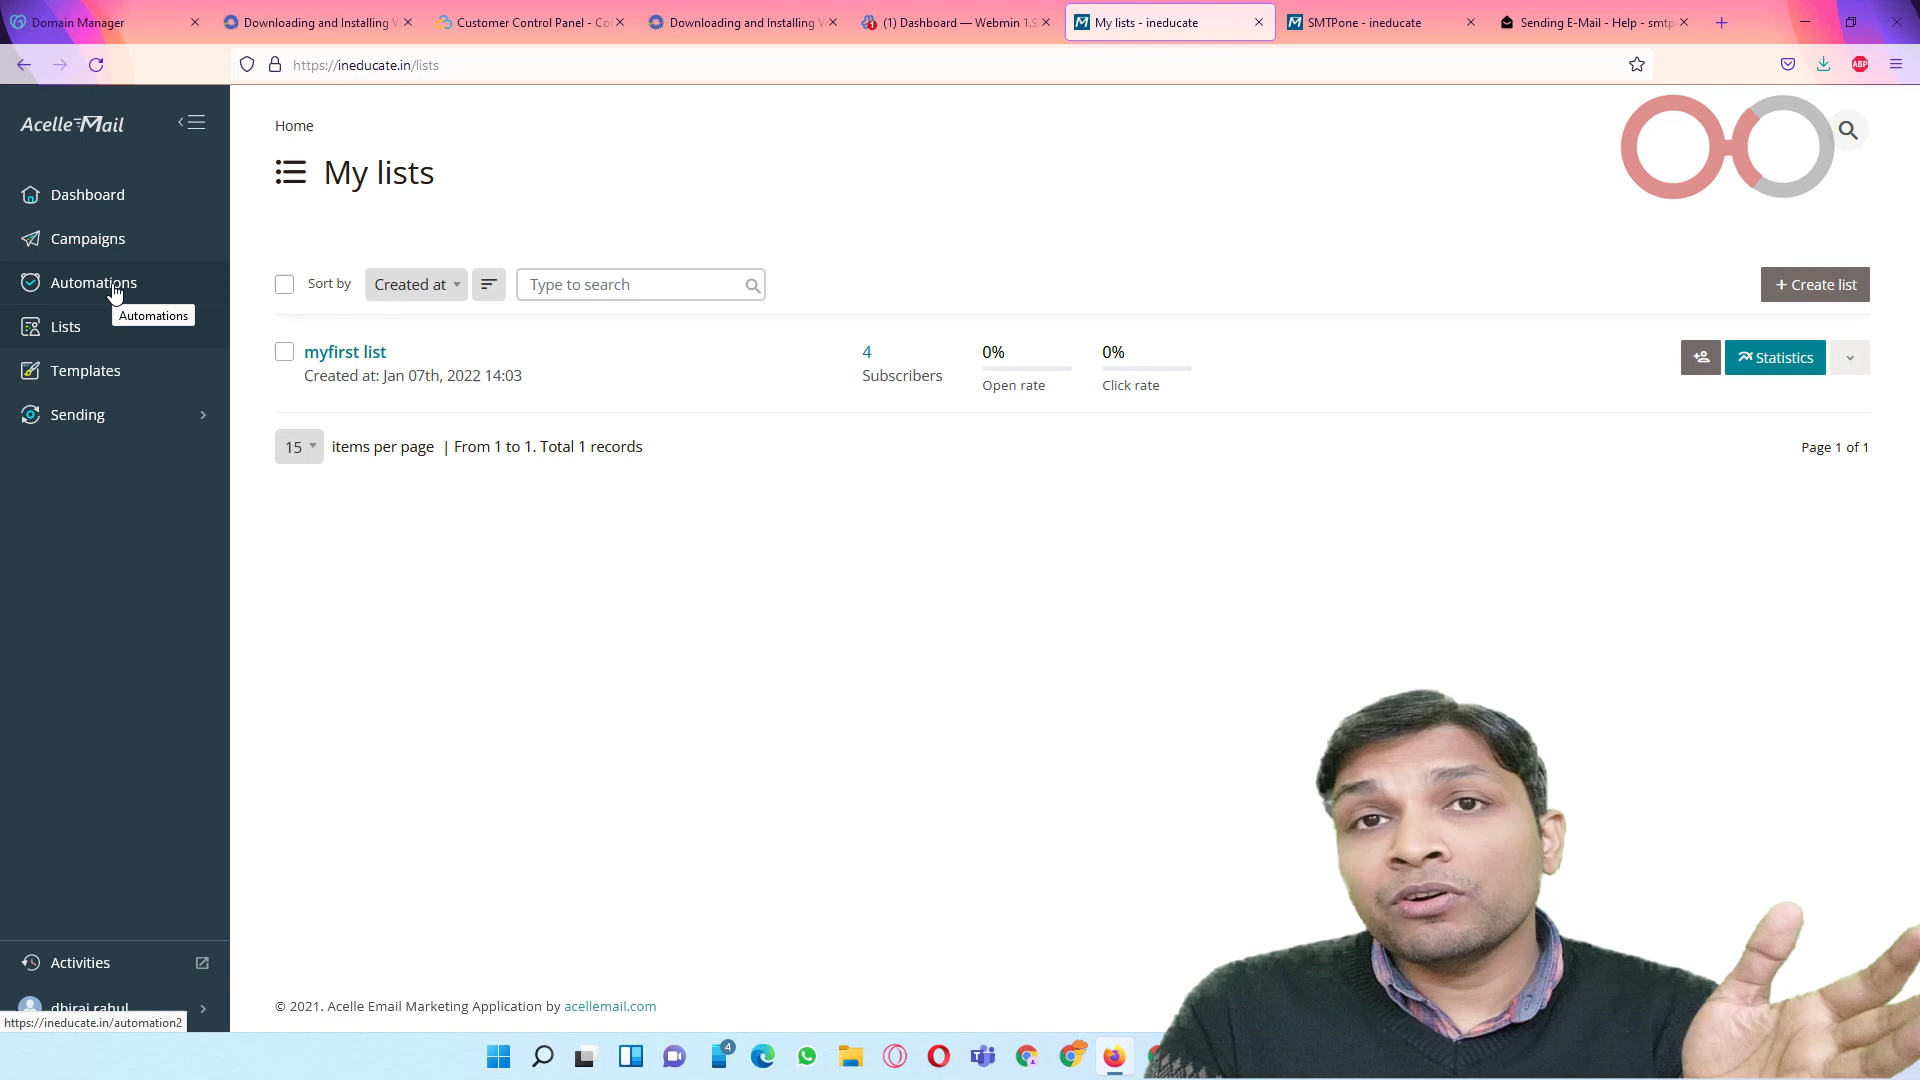 Domain Manager
Downloading and Installing V
Customer Control Panel - Co
Downloading and Installing V
(1) Dashboard — Webmin 1.9
My lists - ineducate
SMTPone - ineducate
Sending E-Mail - Help - smtp
https://ineducate.in/lists
ABP
Acelle Mail
Home
My lists
Dashboard
Campaigns
Automations
Automations
Lists
Templates
Sending
Sort by
Created at
Type to search
+ Create list
myfirst list
Created at: Jan 07th, 2022 14:03
4
Subscribers
0%
Open rate
0%
Click rate
Statistics
15
items per page | From 1 to 1. Total 1 records
Page 1 of 1
Activities
dhiraj rahul
© 2021. Acelle Email Marketing Application by acellemail.com
https://ineducate.in/automation2
4